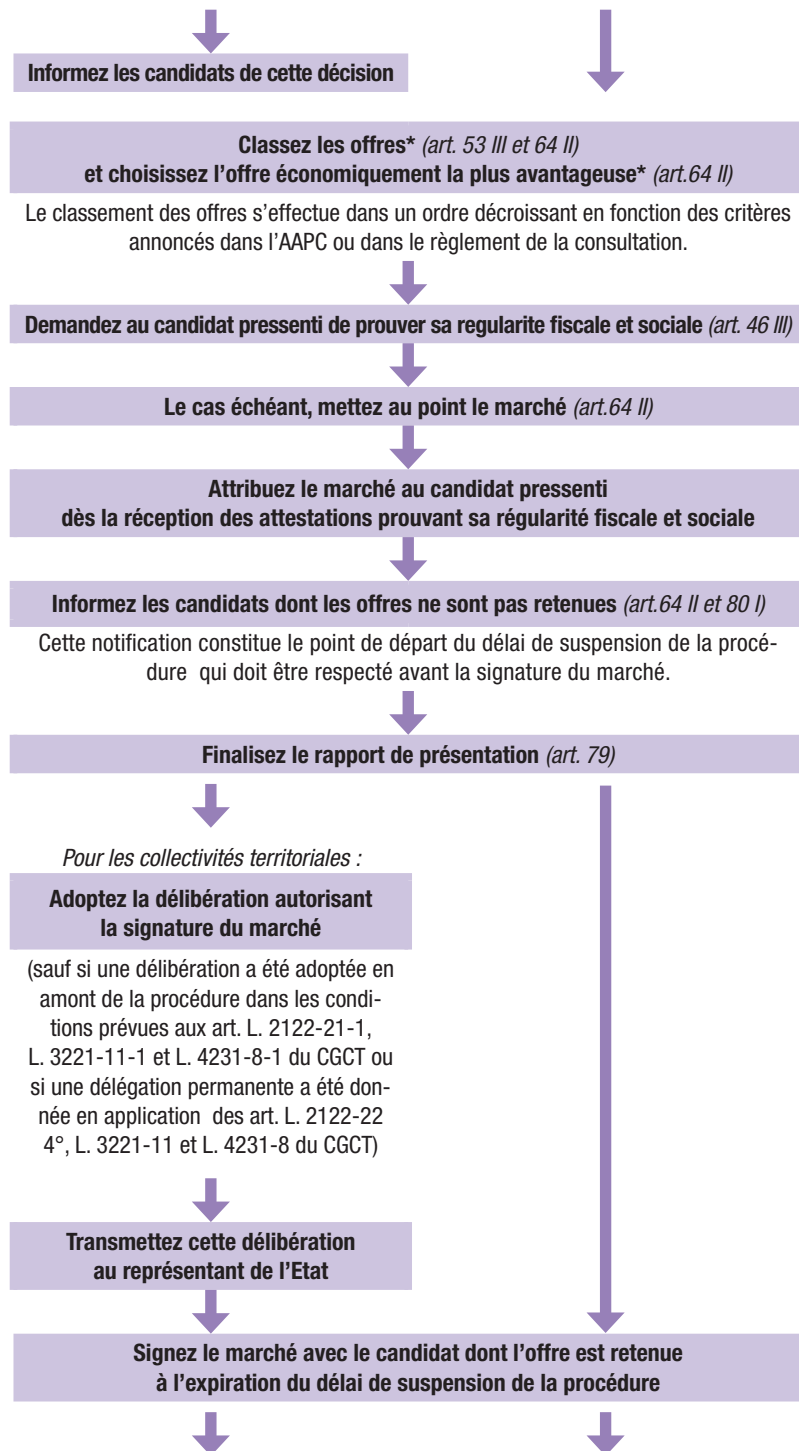 Informez les candidats de cette décision
Classez les offres* (art. 53 III et 64 II)
et choisissez l’offre économiquement la plus avantageuse* (art.64 II)
Le classement des offres s’effectue dans un ordre décroissant en fonction des critères
annoncés dans l’AAPC ou dans le règlement de la consultation.
Demandez au candidat pressenti de prouver sa regularite fiscale et sociale (art. 46 III)
Le cas échéant, mettez au point le marché (art.64 II)
Attribuez le marché au candidat pressenti
dès la réception des attestations prouvant sa régularité fiscale et sociale
Informez les candidats dont les offres ne sont pas retenues (art.64 II et 80 I)
Cette notification constitue le point de départ du délai de suspension de la procé-
dure qui doit être respecté avant la signature du marché.
Finalisez le rapport de présentation (art. 79)
Pour les collectivités territoriales :
Adoptez la délibération autorisant
la signature du marché
(sauf si une délibération a été adoptée en
amont de la procédure dans les condi-
tions prévues aux art. L. 2122-21-1,
L. 3221-11-1 et L. 4231-8-1 du CGCT ou
si une délégation permanente a été don-
née en application des art. L. 2122-22
4°, L. 3221-11 et L. 4231-8 du CGCT)
Transmettez cette délibération
au représentant de l’Etat
Signez le marché avec le candidat dont l’offre est retenue
à l’expiration du délai de suspension de la procédure